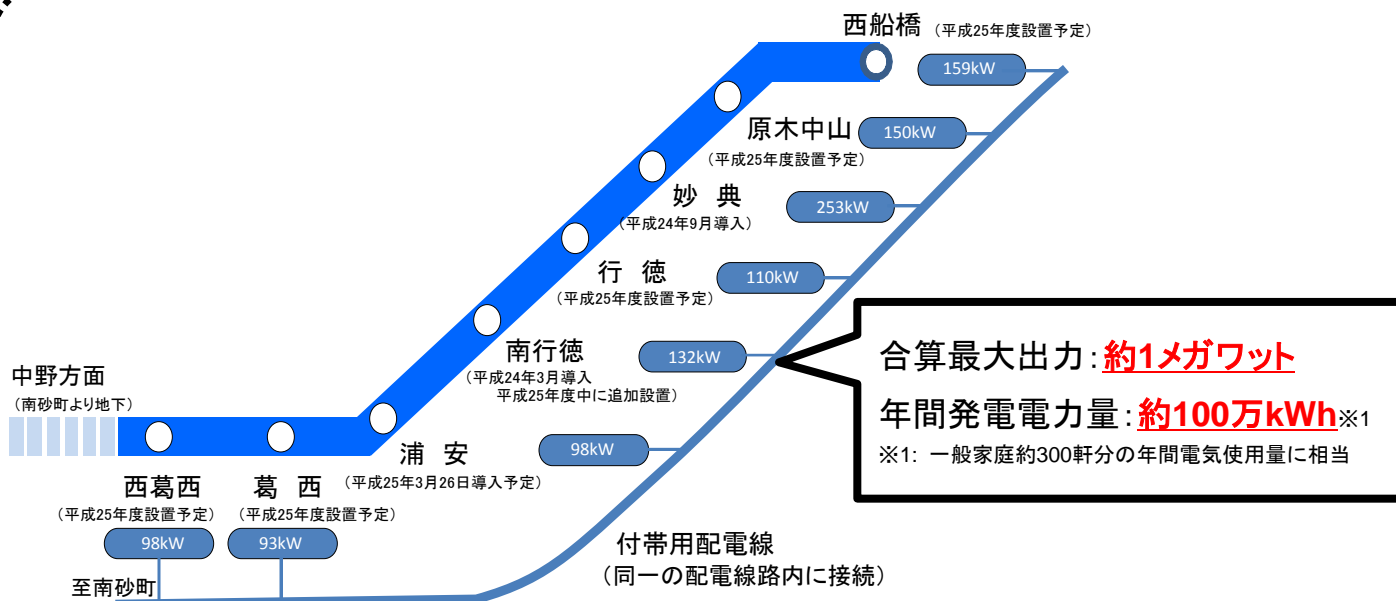 西船橋 (平成25年度設置予定)
159kW
原木中山
150kW
(平成25年度設置予定)
妙 典
253kW
(平成24年9月導入)
行 徳
110kW
(平成25年度設置予定)
南行徳
132kW
(平成24年3月導入
平成25年度中に追加設置)
合算最大出力:約1メガワット
年間発電電力量:約100万kWh※1
※1: 一般家庭約300軒分の年間電気使用量に相当
中野方面
(南砂町より地下)
浦 安
98kW
(平成25年3月26日導入予定)
西葛西
(平成25年度設置予定)
98kW
葛 西
(平成25年度設置予定)
93kW
付帯用配電線
(同一の配電線路内に接続)
至南砂町